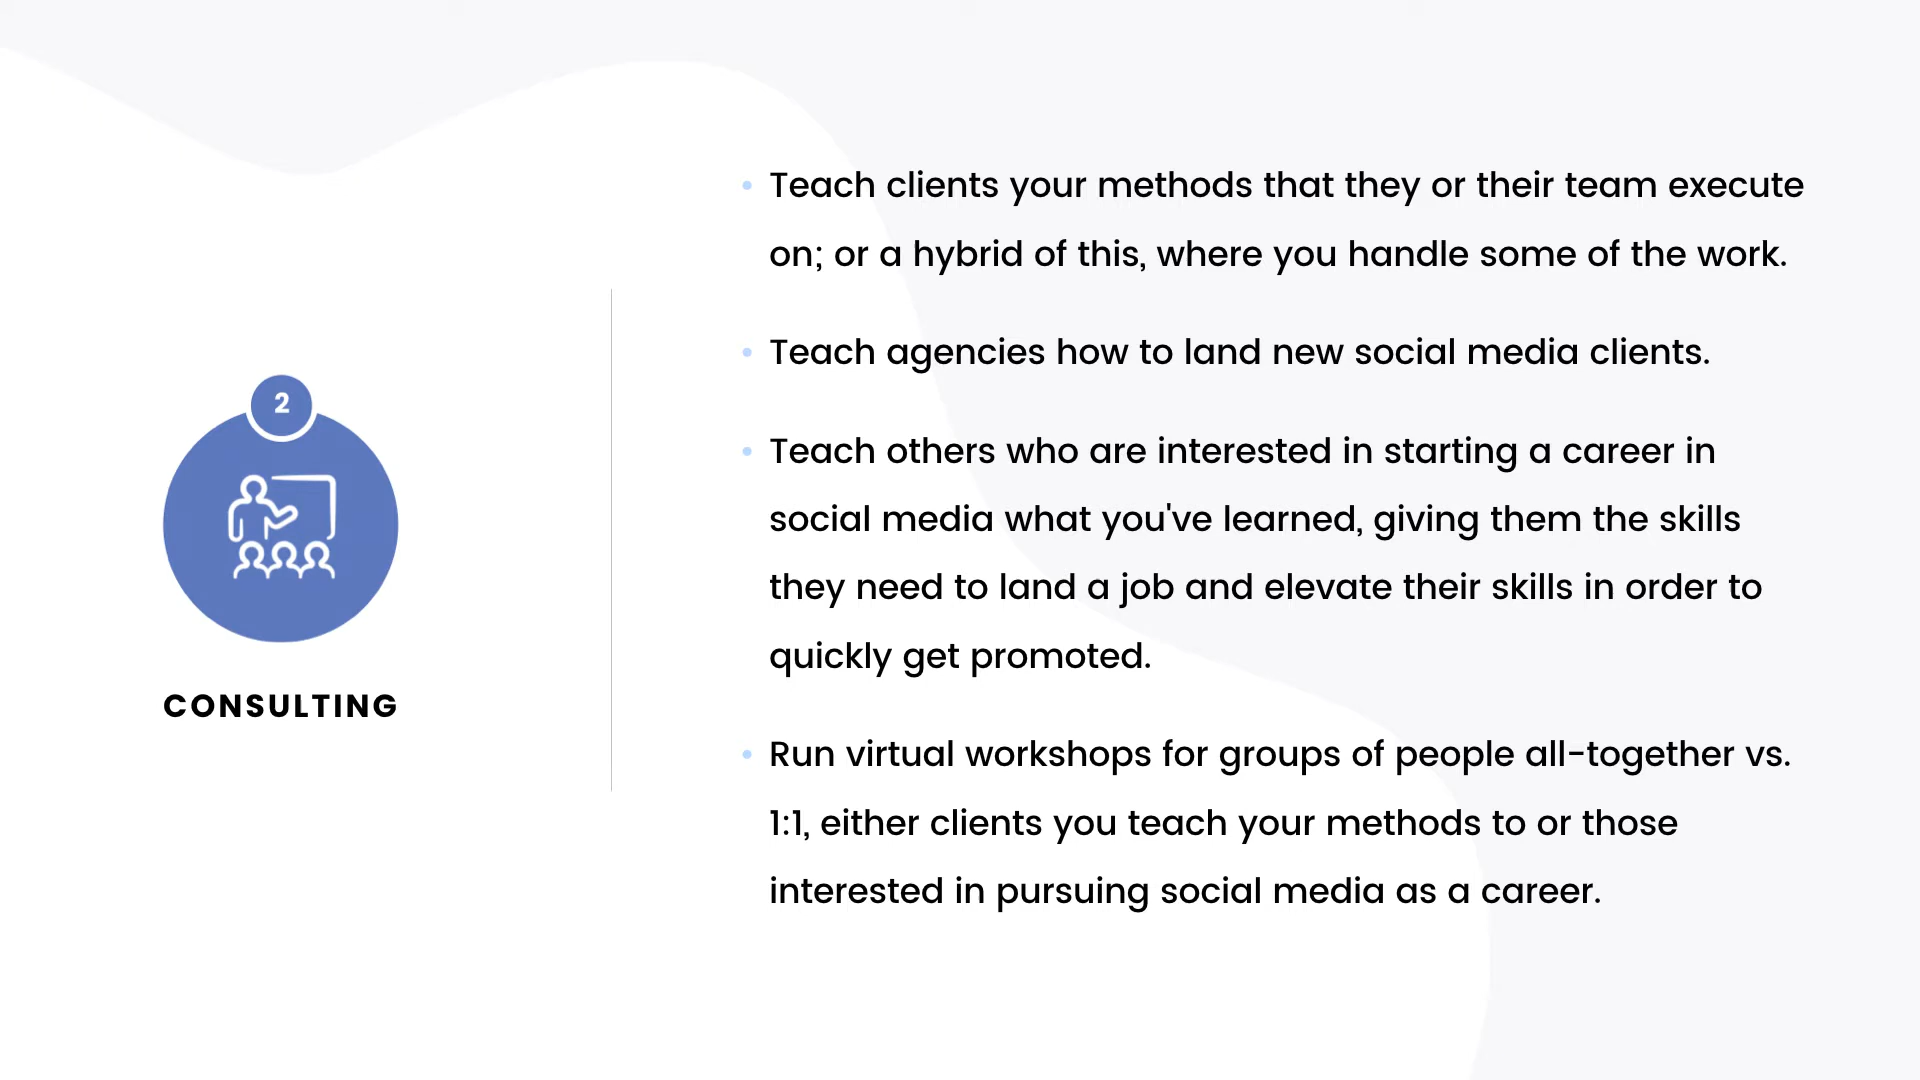 2
CONSULTING
• Teach clients your methods that they or their team execute
on; or a hybrid of this, where you handle some of the work.
• Teach agencies how to land new social media clients.
• Teach others who are interested in starting a career in
social media what you've learned, giving them the skills
they need to land a job and elevate their skills in order to
quickly get promoted.
• Run virtual workshops for groups of people all-together vs.
1:1, either clients you teach your methods to or those
interested in pursuing social media as a career.